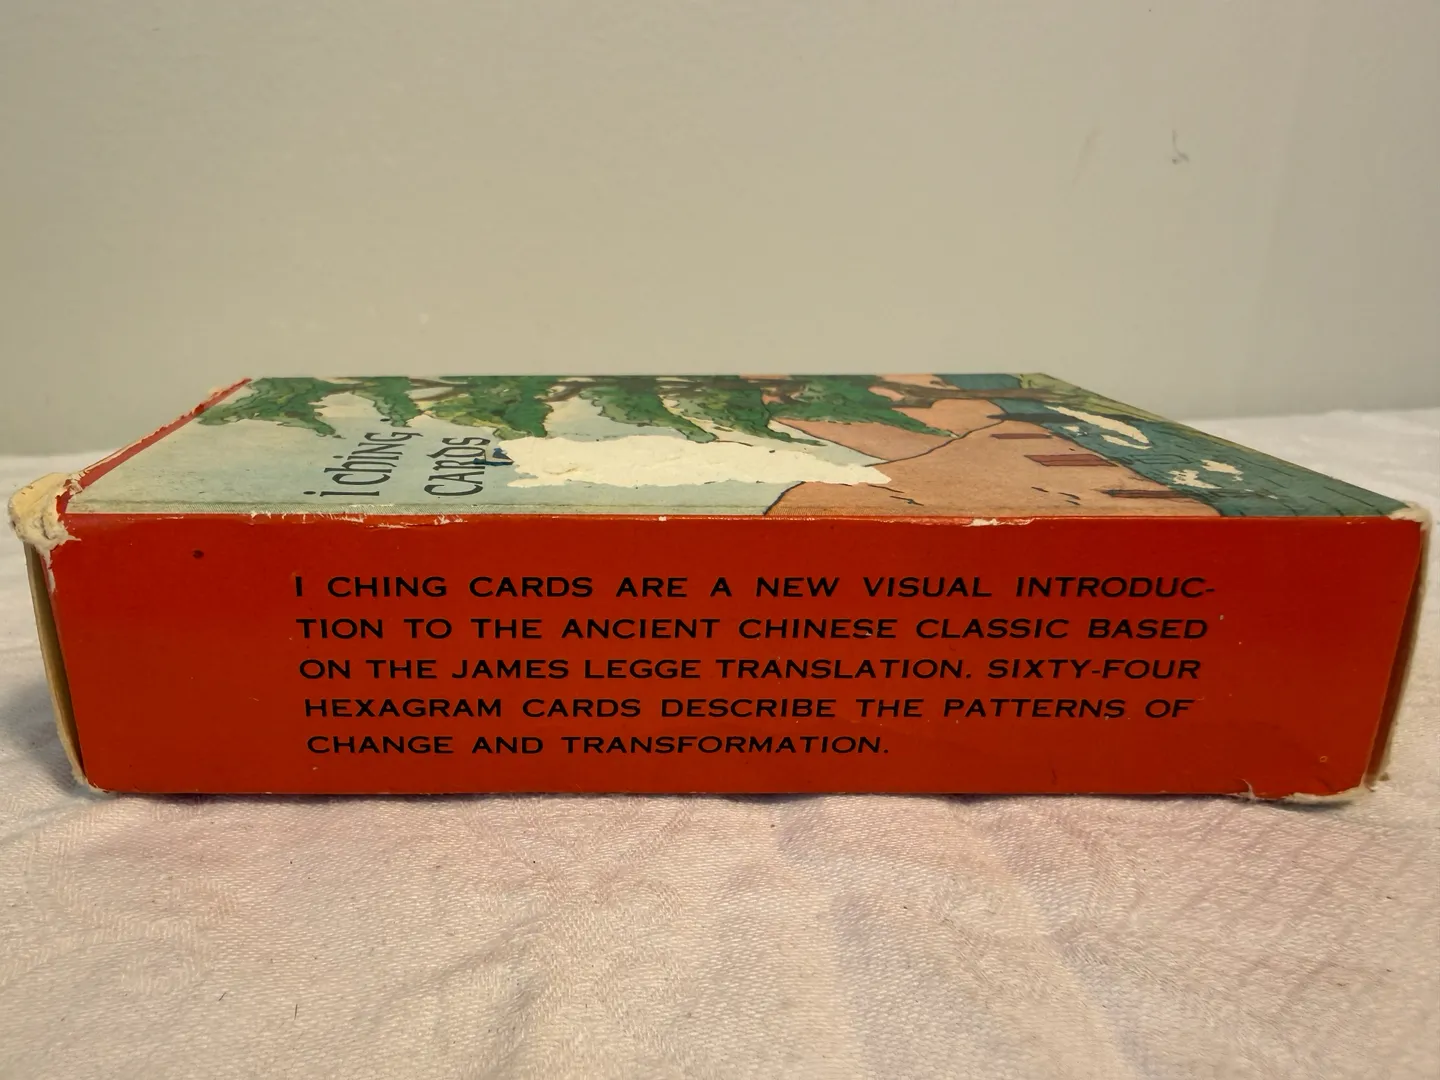 i ching
CARDS
I CHING CARDS ARE A NEW VISUAL INTRODUC-
TION TO THE ANCIENT CHINESE CLASSIC BASED
ON THE JAMES LEGGE TRANSLATION. SIXTY-FOUR
HEXAGRAM CARDS DESCRIBE THE PATTERNS OF
CHANGE AND TRANSFORMATION.